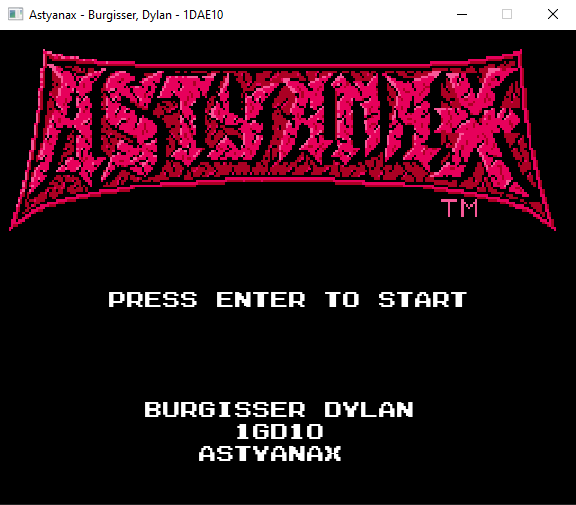 Astyanax - Burgisser, Dylan - 1DAE10
ASTYANAX
TM
PRESS ENTER TO START
BURGISSER DYLAN
1GD10
ASTYANAX